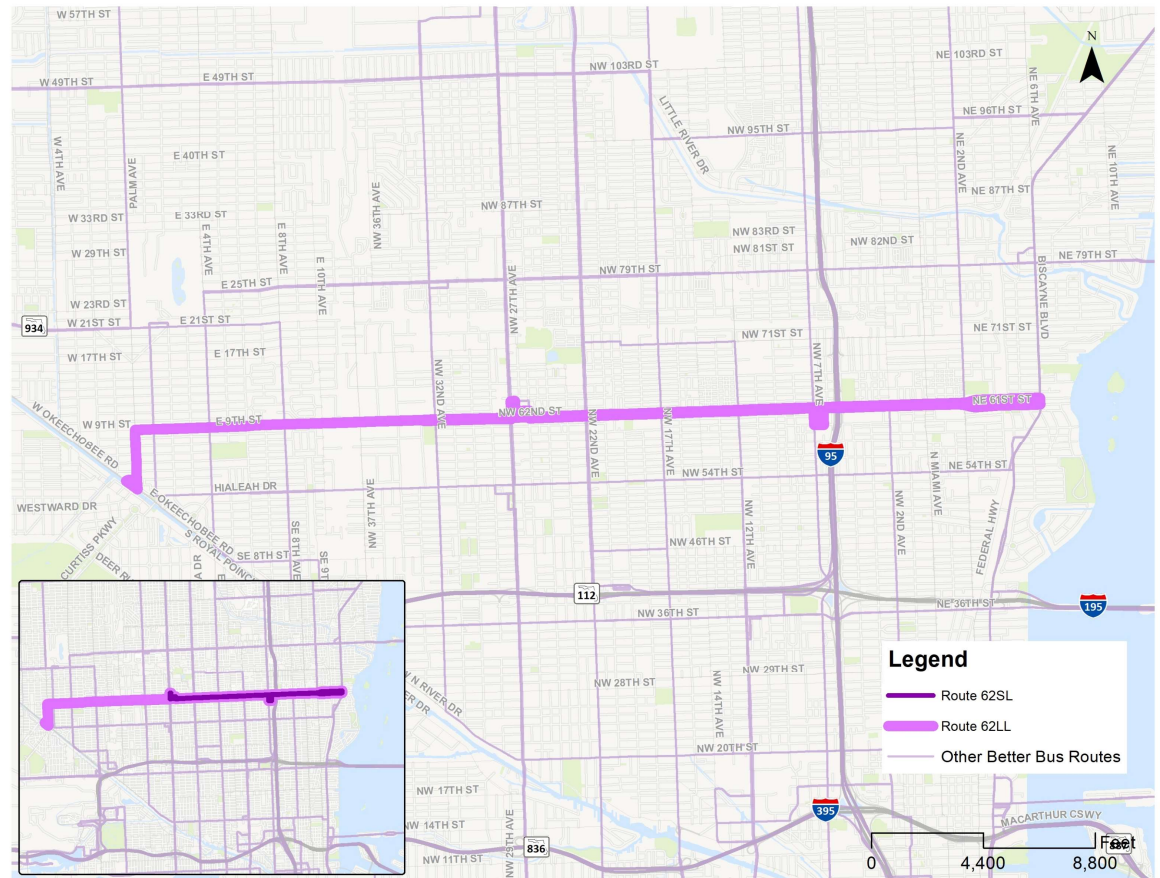 W 57TH ST
N
NE 103RD ST
NW 103RD ST
E 49TH ST
W 49TH ST
NE 6TH AVE
LITTLE RIVER DR
NE 96TH ST
NW 95TH ST
W 4TH AVE
PALM AVE
E 40TH ST
NE 2ND AVE
NE 10TH AVE
NW 36TH AVE
NE 87TH ST
NW 87TH ST
W 33RD ST
E 33RD ST
E 4TH AVE
E 8TH AVE
NW 83RD ST
NW 82ND ST
NW 81ST ST
W 29TH ST
E 10TH AVE
NE 79TH ST
NW 79TH ST
BISCAYNE BLVD
E 25TH ST
NW 27TH AVE
W 23RD ST
W 21ST ST
E 21ST ST
934
NE 71ST ST
NW 71ST ST
W 17TH ST
E 17TH ST
NW 32ND AVE
NW 7TH AVE
NE 61ST ST
NW 62ND ST
W OKEECHOBEE RD
W 9TH ST
E 9TH ST
NW 22ND AVE
NW 17TH AVE
95
N MIAMI AVE
NE 54TH ST
NW 54TH ST
HIALEAH DR
E OKEECHOBEE RD
WESTWARD DR
NW 37TH AVE
NW 12TH AVE
NW 2ND AVE
FEDERAL HWY
CURTISS PKWY
S ROYAL POINC
SE 8TH AVE
NW 46TH ST
SE 8TH ST
DEER RU
A DR
E
SE 9T
112
NE 36TH ST
195
NW 36TH ST
Legend
Route 62SL
Route 62LL
Other Better Bus Routes
NW 29TH ST
NW 28TH ST
W N RIVER DR
ER DR
NW 14TH AVE
NW 20TH ST
NW 17TH ST
395
MACARTHUR CSWY
NW 14TH ST
NW 29TH AVE
836
NW 11TH ST
Feet
0 4,400 8,800